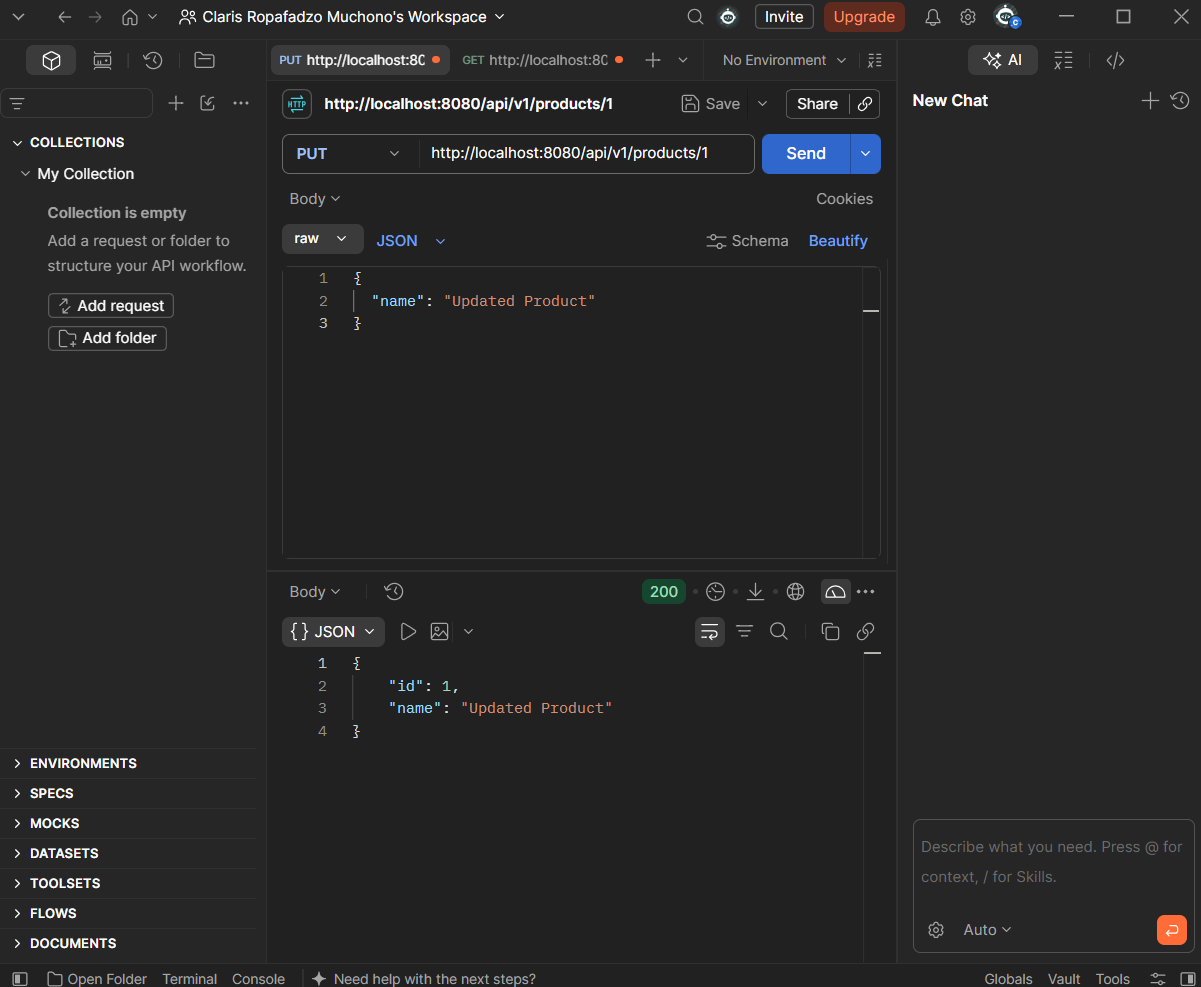 Claris Ropafadzo Muchono's Workspace
Invite
Upgrade
C
PUT http://localhost:80
GET http://localhost:80
No Environment
AI
HTTP
http://localhost:8080/api/v1/products/1
Save
Share
New Chat
COLLECTIONS
My Collection
Collection is empty
Add a request or folder to
structure your API workflow.
Add request
Add folder
PUT
http://localhost:8080/api/v1/products/1
Send
Body
Cookies
raw
JSON
Schema
Beautify
1 {
2 "name": "Updated Product"
3 }
Body
200
{} JSON
1 {
2 "id": 1,
3 "name": "Updated Product"
4 }
ENVIRONMENTS
SPECS
MOCKS
DATASETS
TOOLSETS
FLOWS
DOCUMENTS
Describe what you need. Press @ for
context, / for Skills.
Auto
Open Folder
Terminal
Console
Need help with the next steps?
Globals
Vault
Tools